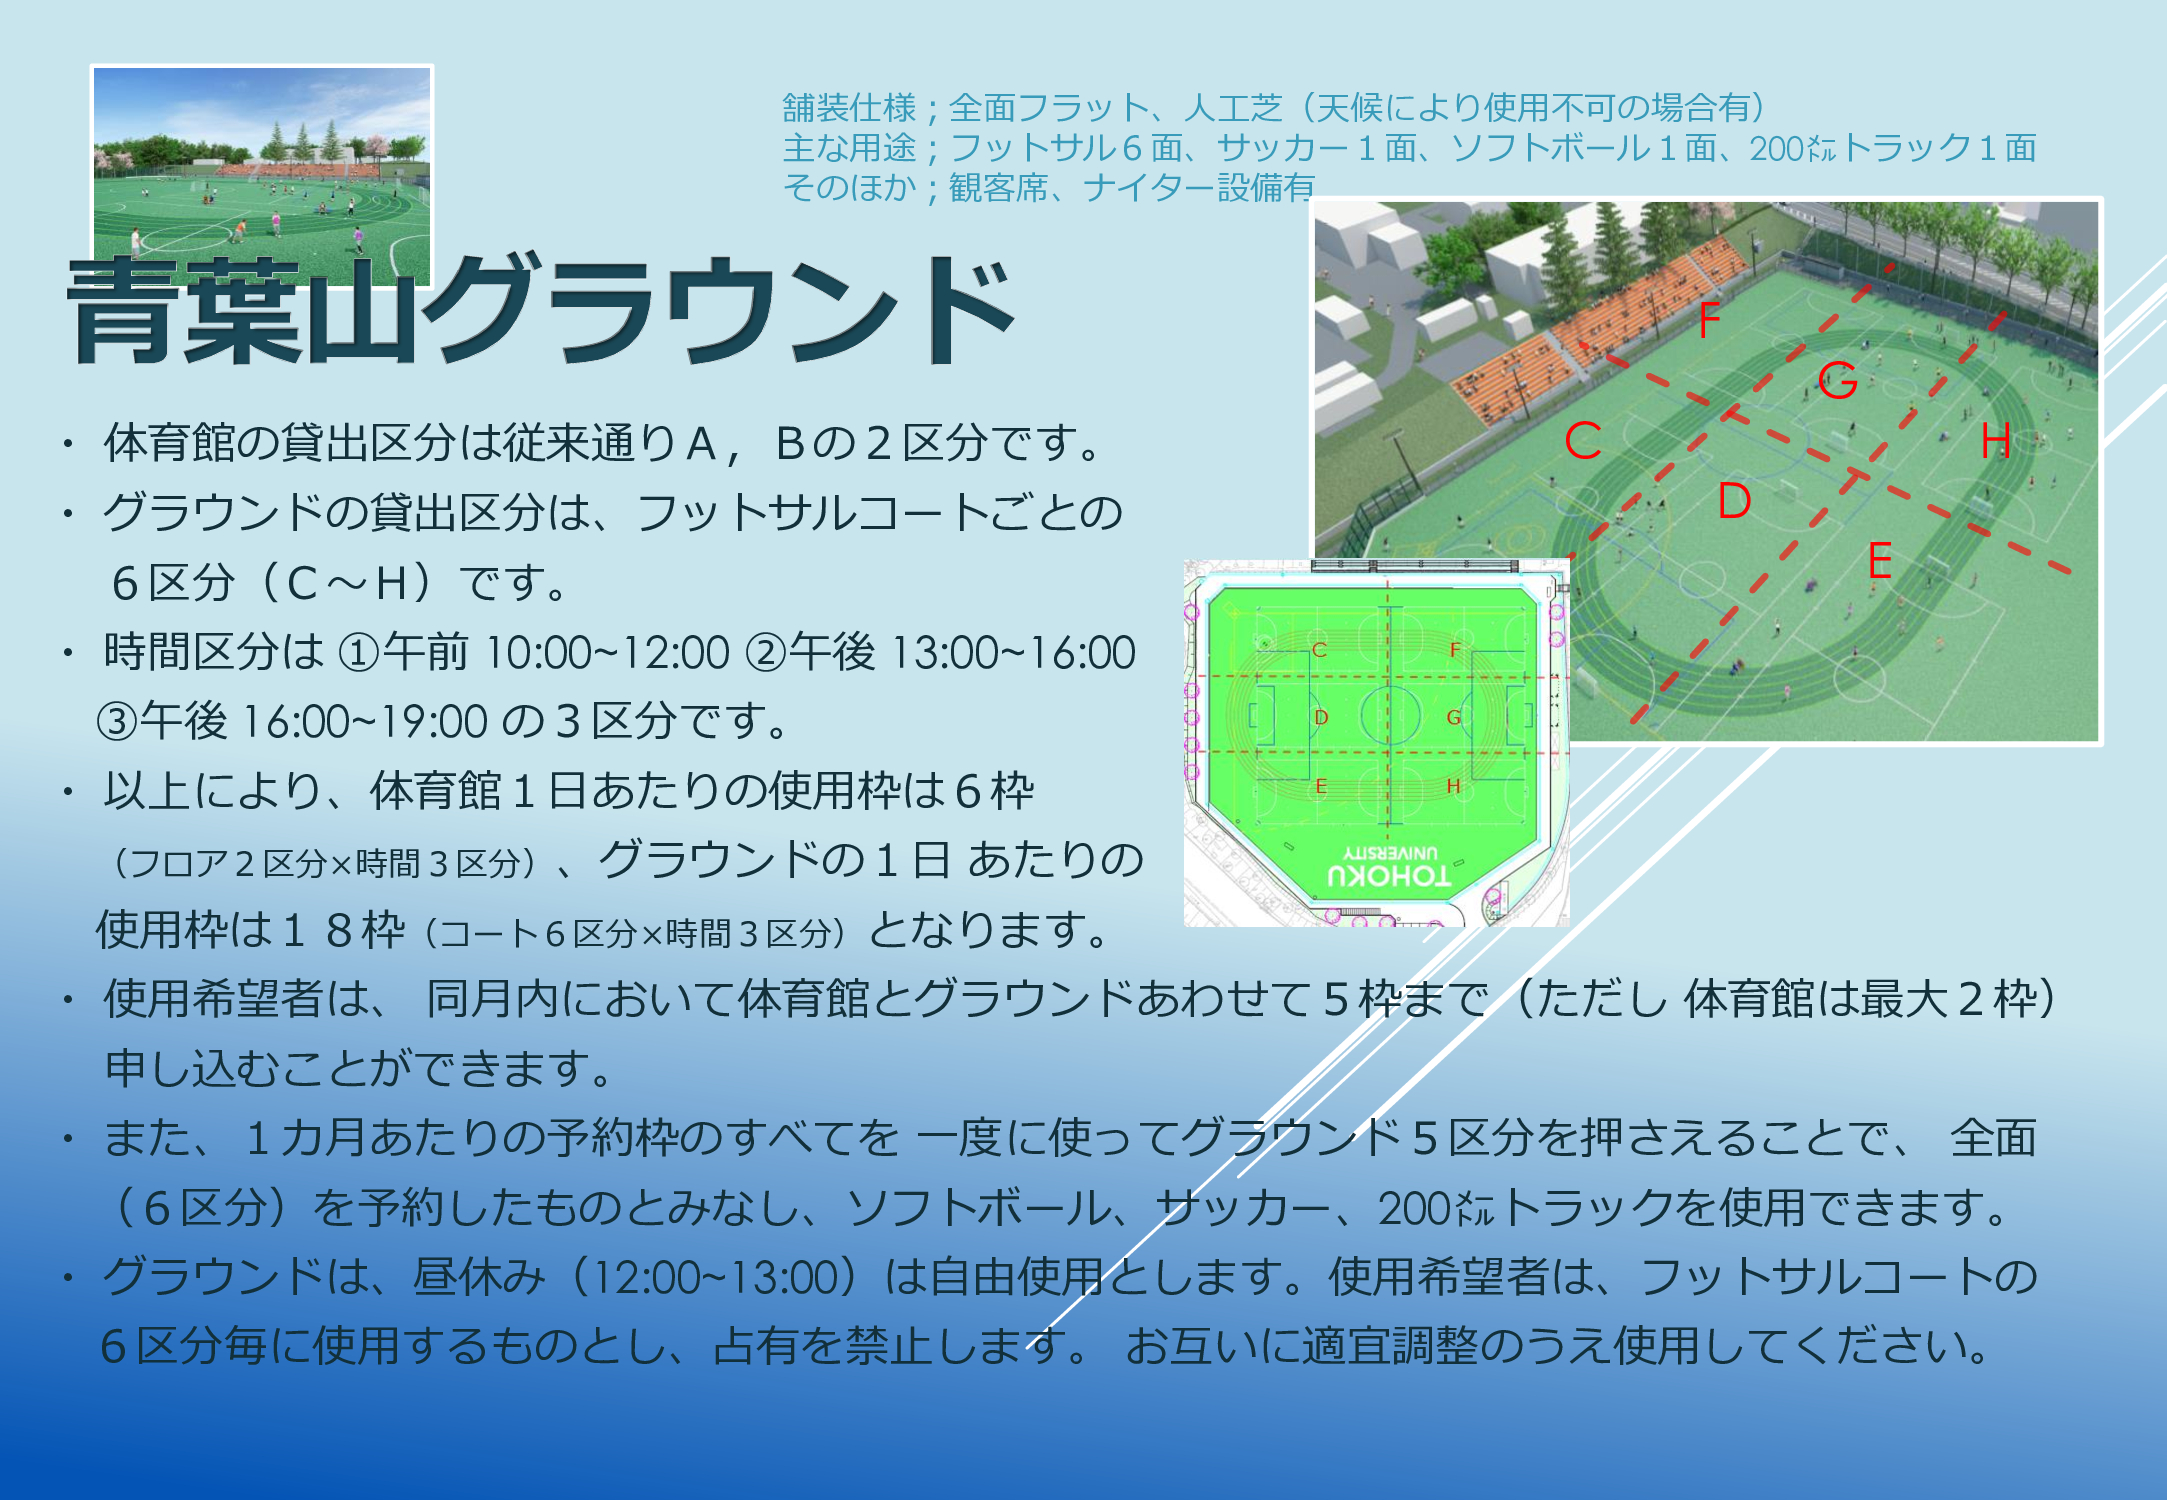 舗装仕様；全面フラット、人工芝（天候により使用不可の場合有）
主な用途；フットサル６面、サッカー１面、ソフトボール１面、200㍍トラック１面
そのほか；観客席、ナイター設備有
青葉山グラウンド
・ 体育館の貸出区分は従来通りＡ，Ｂの２区分です。
・ グラウンドの貸出区分は、フットサルコートごとの
６区分（Ｃ～Ｈ）です。
・ 時間区分は ①午前 10:00~12:00 ②午後 13:00~16:00
③午後 16:00~19:00 の３区分です。
・ 以上により、体育館１日あたりの使用枠は６枠
（フロア２区分×時間３区分）、グラウンドの１日 あたりの
使用枠は１８枠（コート６区分×時間３区分）となります。
・ 使用希望者は、 同月内において体育館とグラウンドあわせて５枠まで（ただし 体育館は最大２枠）
申し込むことができます。
・ また、１カ月あたりの予約枠のすべてを 一度に使ってグラウンド５区分を押さえることで、 全面
（６区分）を予約したものとみなし、ソフトボール、サッカー、200㍍トラックを使用できます。
・ グラウンドは、昼休み（12:00~13:00）は自由使用とします。使用希望者は、フットサルコートの
６区分毎に使用するものとし、占有を禁止します。 お互いに適宜調整のうえ使用してください。
F
G
C
H
D
E
C F
D G
E H
TOHOKU
UNIVERSITY